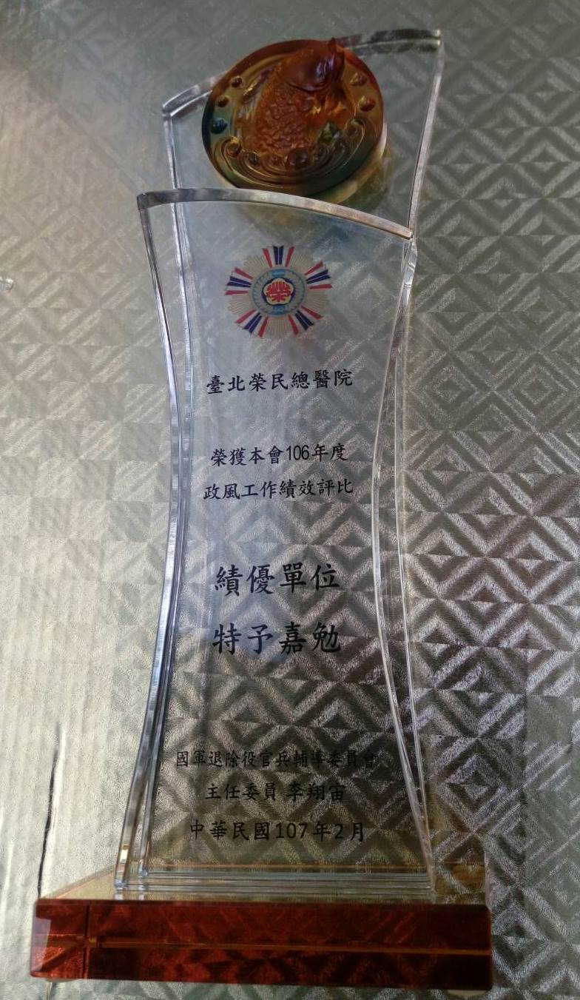 榮
臺北榮民總醫院
榮獲本會106年度
政風工作績效評比
績優單位
特予嘉勉
國軍退除役官兵輔導委員會
主任委員 李翔宙
中華民國107年2月